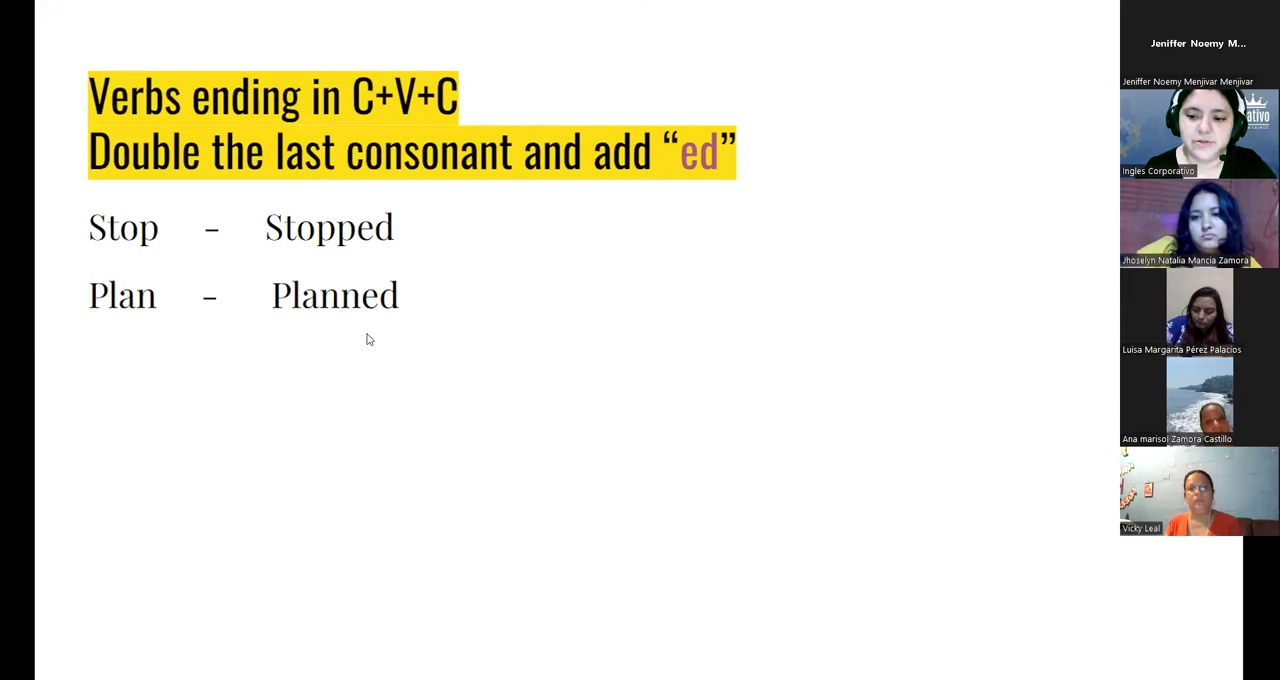 Verbs ending in C+V+C
Double the last consonant and add “ed”
Stop - Stopped
Plan - Planned
Jeniffer Noemy M...
Jeniffer Noemy Menjivar Menjivar
ativo
Ingles Corporativo
Jhoselyn Natalia Mancia Zamora
Luisa Margarita Pérez Palacios
Ana marisol Zamora Castillo
Vicky Leal